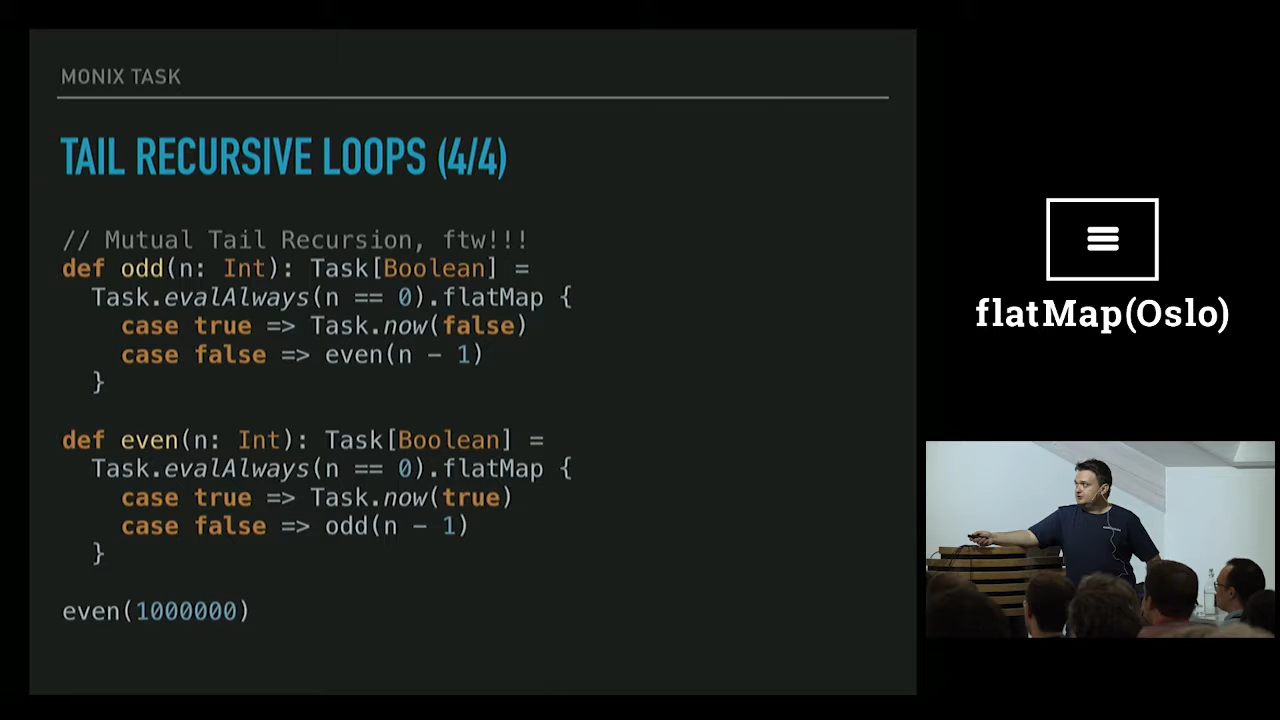 MONIX TASK
TAIL RECURSIVE LOOPS (4/4)
// Mutual Tail Recursion, ftw!!!
def odd(n: Int): Task[Boolean] =
  Task.evalAlways(n == 0).flatMap {
    case true => Task.now(false)
    case false => even(n - 1)
  }
def even(n: Int): Task[Boolean] =
  Task.evalAlways(n == 0).flatMap {
    case true => Task.now(true)
    case false => odd(n - 1)
  }
even(1000000)
flatMap(Oslo)